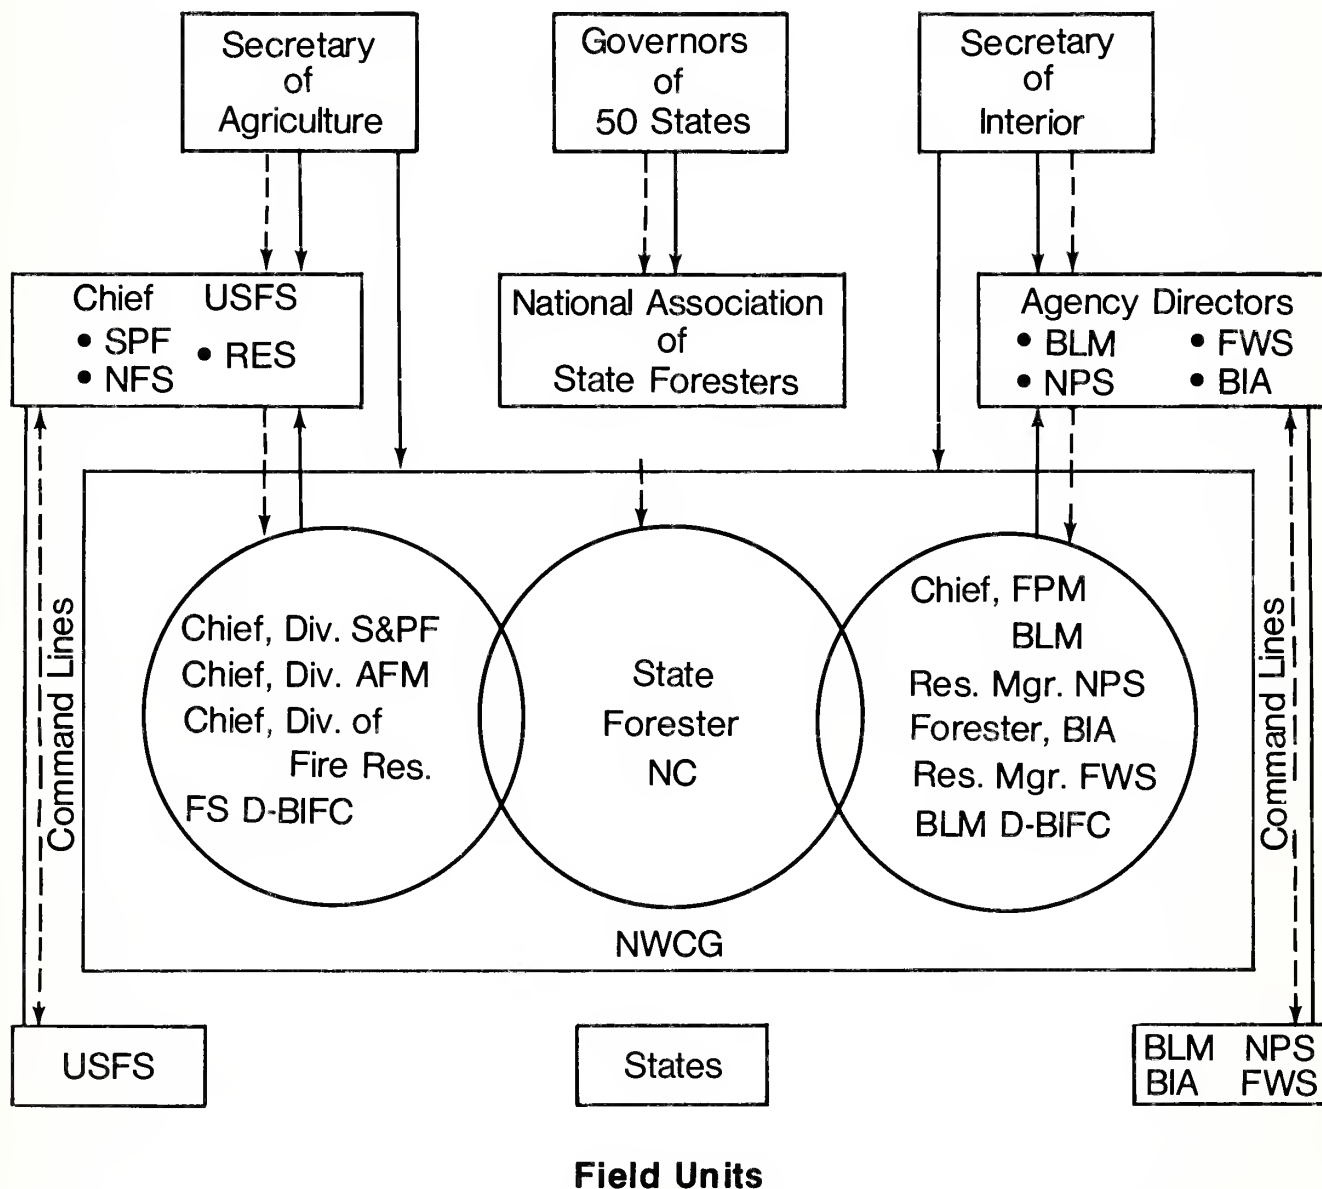 Secretary
of
Agriculture
Governors
of
50 States
Secretary
of
Interior
Chief USFS
• SPF
• NFS
• RES
National Association
of
State Foresters
Agency Directors
• BLM • FWS
• NPS • BIA
Command Lines
Chief, Div. S&PF
Chief, Div. AFM
Chief, Div. of
Fire Res.
FS D-BIFC
State
Forester
NC
Chief, FPM
BLM
Res. Mgr. NPS
Forester, BIA
Res. Mgr. FWS
BLM D-BIFC
Command Lines
NWCG
USFS
States
BLM NPS
BIA FWS
Field Units